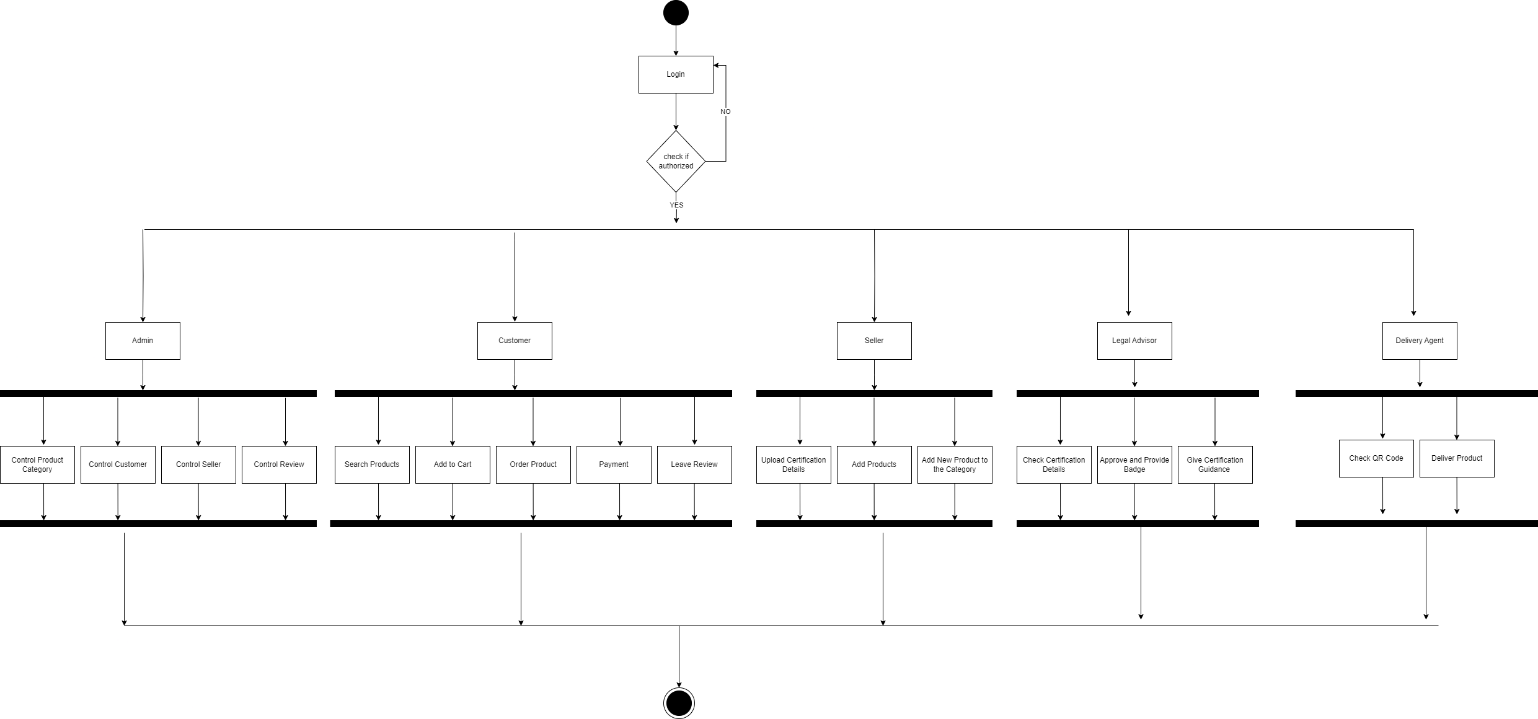 Login
NO
check if
authorized
YES
Admin
Customer
Seller
Legal Advisor
Delivery Agent
Control Product
Category
Control Customer
Control Seller
Control Review
Search Products
Add to Cart
Order Product
Payment
Leave Review
Upload Certification
Details
Add Products
Add New Product to
the Category
Check Certification
Details
Approve and Provide
Badge
Give Certification
Guidance
Check QR Code
Deliver Product